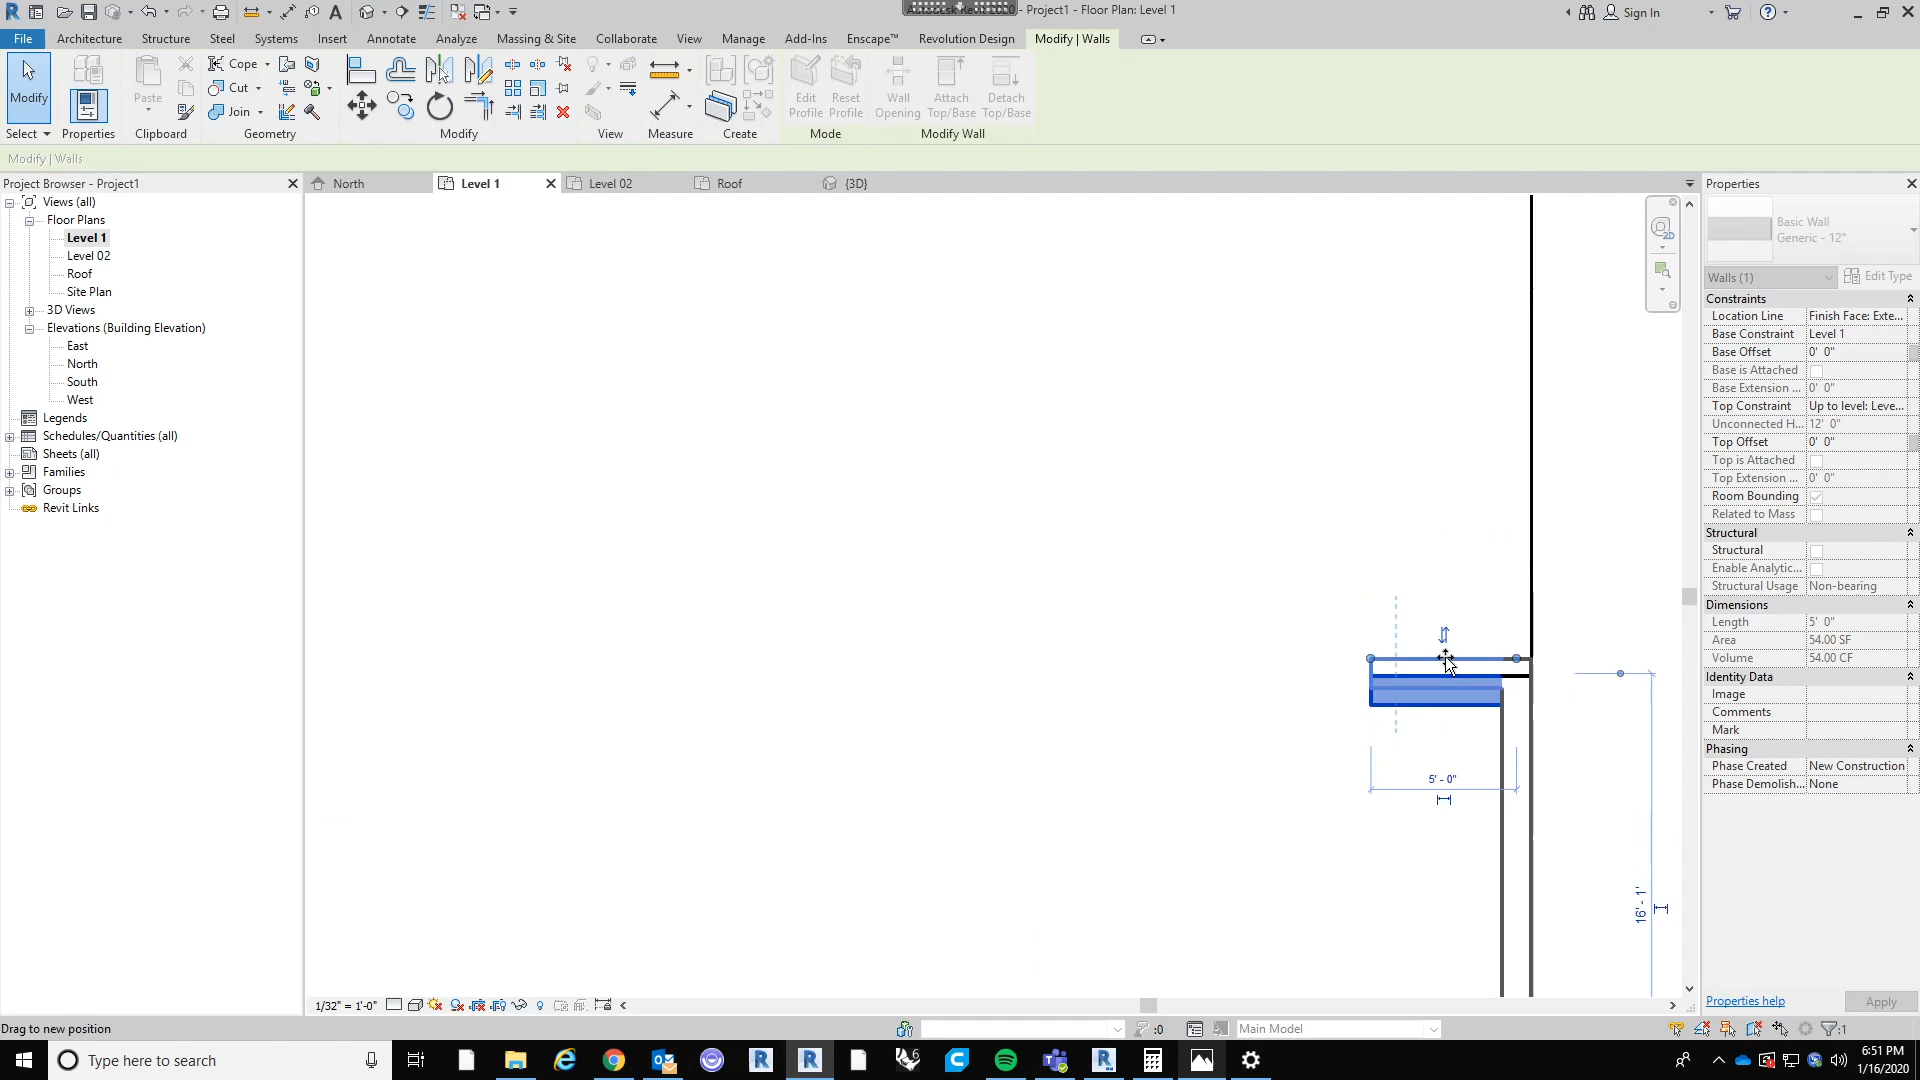 - Project1 - Floor Plan: Level 1
Sign In
File
Architecture
Structure
Steel
Systems
Insert
Annotate
Analyze
Massing & Site
Collaborate
View
Manage
Add-Ins
Enscape™
Revolution Design
Modify | Walls
Modify
Paste
Cope
Cut
Join
Edit Profile
Reset Profile
Wall Opening
Attach Top/Base
Detach Top/Base
Select
Properties
Clipboard
Geometry
Modify
View
Measure
Create
Mode
Modify Wall
Modify | Walls
Project Browser - Project1
North
Level 1
Level 02
Roof
{3D}
Properties
Views (all)
Floor Plans
Level 1
Level 02
Roof
Site Plan
3D Views
Elevations (Building Elevation)
East
North
South
West
Legends
Schedules/Quantities (all)
Sheets (all)
Families
Groups
Revit Links
2D
Basic Wall
Generic - 12"
Walls (1)
Edit Type
Constraints
Location Line Finish Face: Exte...
Base Constraint Level 1
Base Offset 0' 0"
Base is Attached
Base Extension ... 0' 0"
Top Constraint Up to level: Leve...
Unconnected H... 12' 0"
Top Offset 0' 0"
Top is Attached
Top Extension ... 0' 0"
Room Bounding
Related to Mass
Structural
Structural
Enable Analytic...
Structural Usage Non-bearing
Dimensions
Length 5' 0"
Area 54.00 SF
Volume 54.00 CF
Identity Data
Image
Comments
Mark
Phasing
Phase Created New Construction
Phase Demolish... None
Properties help
Apply
5' - 0"
16' - 1'
1/32" = 1'-0"
Drag to new position
:0
Main Model
:1
Type here to search
6:51 PM
1/16/2020